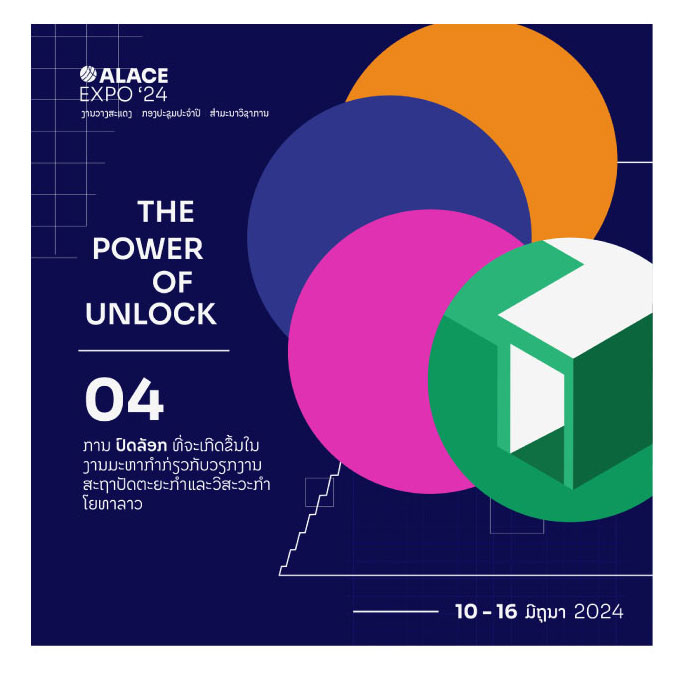 ALACE
EXPO ‘24
ງານວາງສະແດງ ກອງປະຊຸມປະຈຳປີ ສຳມະນາວິຊາການ
THE
POWER
OF
UNLOCK
04
ການ ປົດລັອກ ທີ່ຈະເກີດຂຶ້ນໃນ
ງານມະຫາກຳກ່ຽວກັບວຽກງານ
ສະຖາປັດຕະຍະກຳແລະວິສະວະກຳ
ໂຍທາລາວ
10 - 16 ມິຖຸນາ 2024